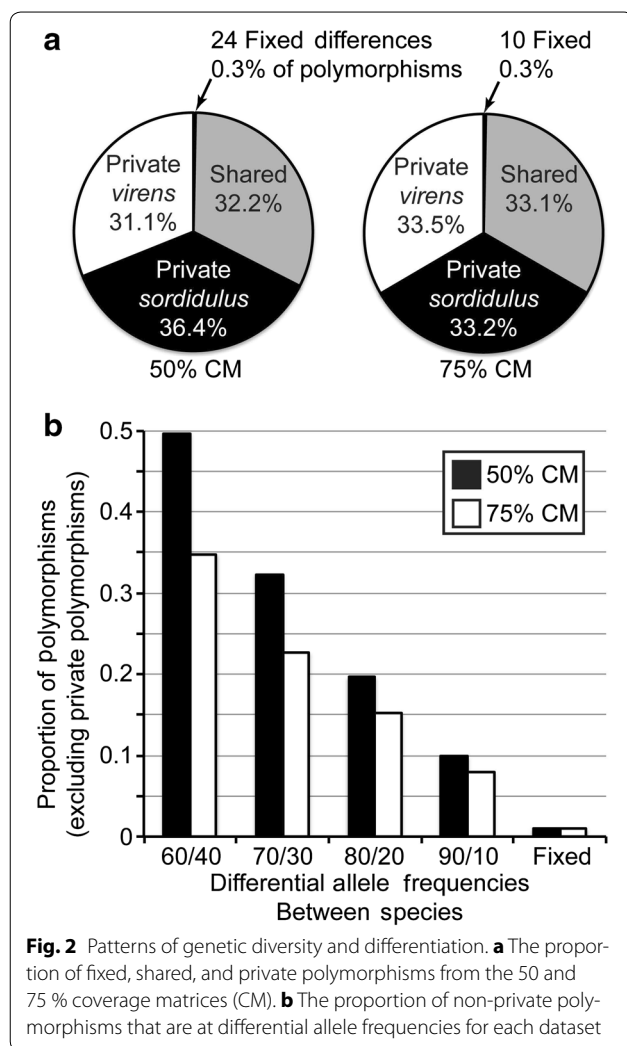 a
24 Fixed differences
0.3% of polymorphisms
10 Fixed
0.3%
Private
virens
31.1%
Shared
32.2%
Private
sordidulus
36.4%
50% CM
Private
virens
33.5%
Shared
33.1%
Private
sordidulus
33.2%
75% CM
b
Proportion of polymorphisms
(excluding private polymorphisms)
0.5
0.4
0.3
0.2
0.1
0
50% CM
75% CM
60/40 70/30 80/20 90/10 Fixed
Differential allele frequencies
Between species
Fig. 2 Patterns of genetic diversity and differentiation. a The propor-
tion of fixed, shared, and private polymorphisms from the 50 and
75 % coverage matrices (CM). b The proportion of non-private poly-
morphisms that are at differential allele frequencies for each dataset